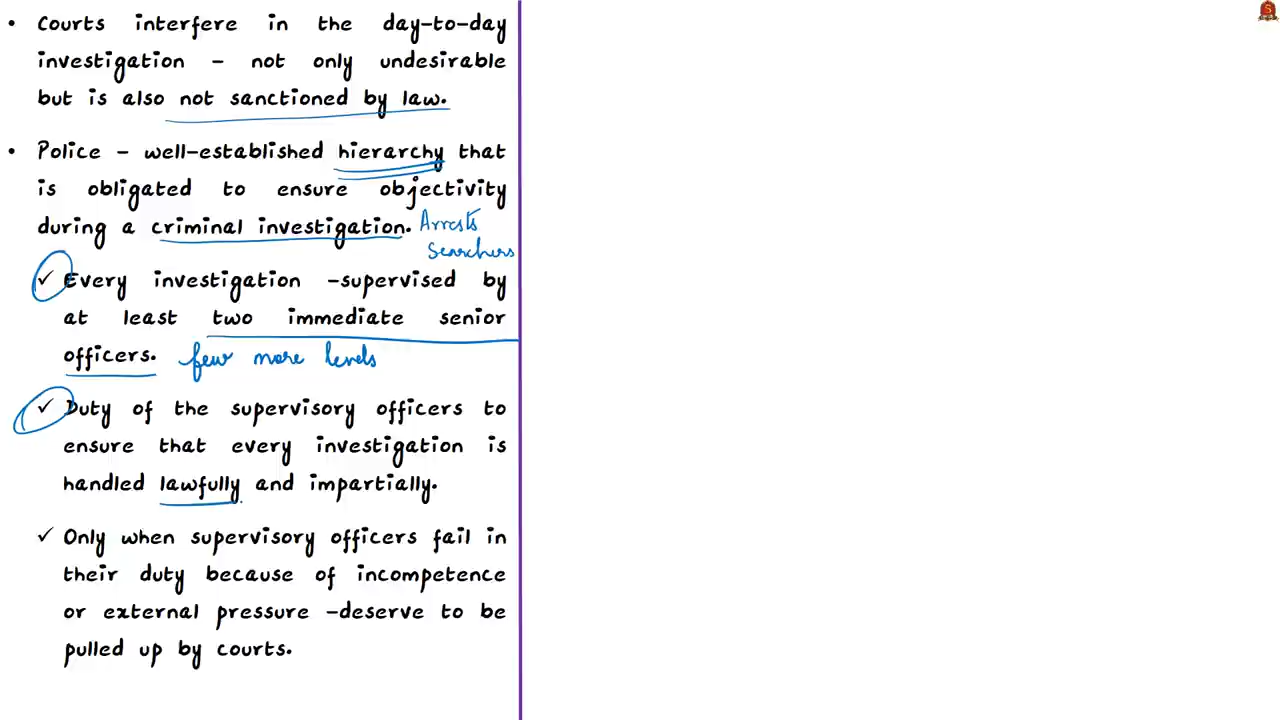 • Courts interfere in the day-to-day
investigation - not only undesirable
but is also not sanctioned by law.
• Police - well-established hierarchy that
is obligated to ensure objectivity
during a criminal investigation. Arrests
Searchers
✓ Every investigation -supervised by
at least two immediate senior
officers. few more levels
✓ Duty of the supervisory officers to
ensure that every investigation is
handled lawfully and impartially.
✓ Only when supervisory officers fail in
their duty because of incompetence
or external pressure -deserve to be
pulled up by courts.